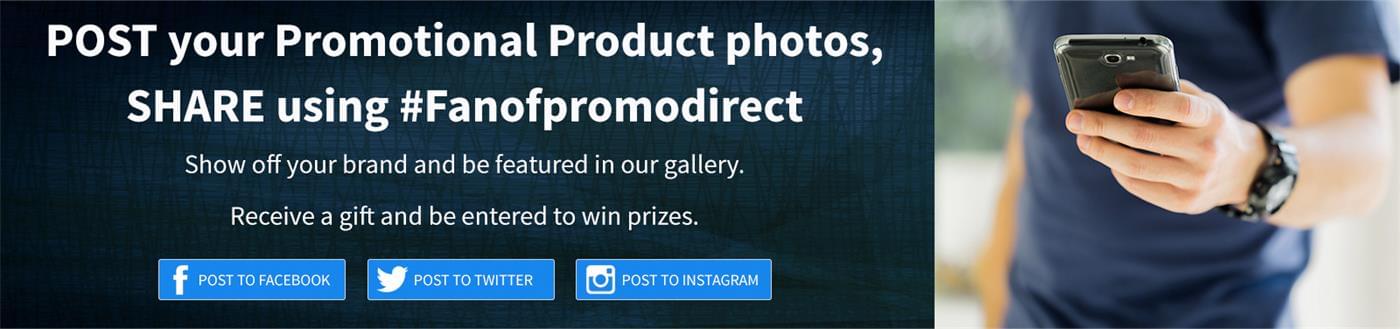 POST your Promotional Product photos,
SHARE using #Fanofpromodirect
Show off your brand and be featured in our gallery.
Receive a gift and be entered to win prizes.
POST TO FACEBOOK
POST TO TWITTER
POST TO INSTAGRAM